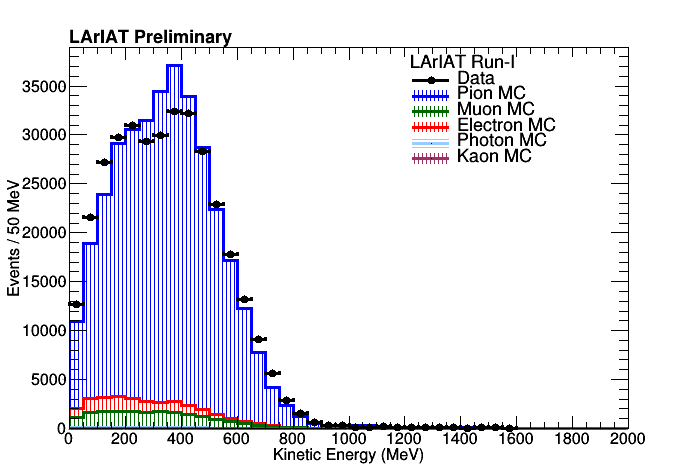 LArIAT Preliminary
Events / 50 MeV
35000
30000
25000
20000
15000
10000
5000
0
LArIAT Run-I
Data
Pion MC
Muon MC
Electron MC
Photon MC
Kaon MC
0 200 400 600 800 1000 1200 1400 1600 1800 2000
Kinetic Energy (MeV)